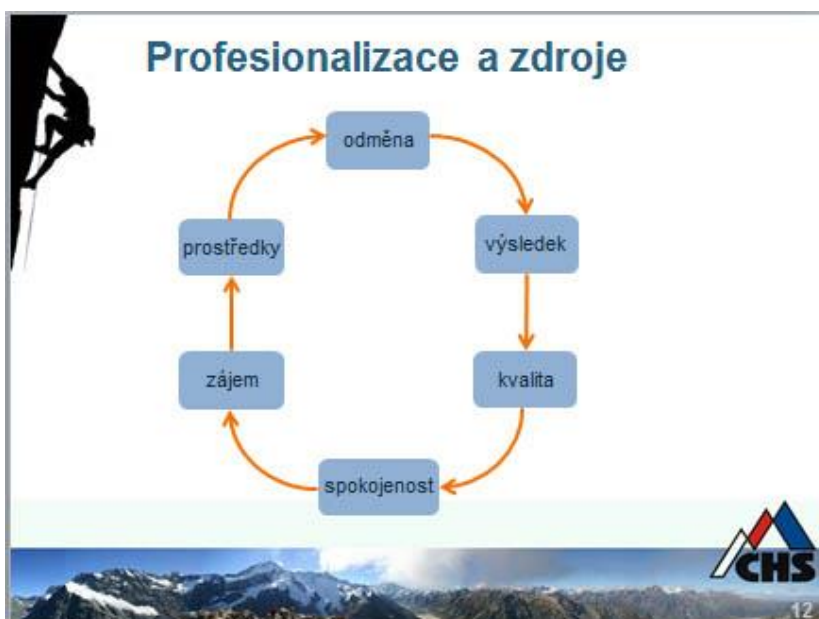 Profesionalizace a zdroje
odměna
výsledek
kvalita
spokojenost
zájem
prostředky
CHS
12